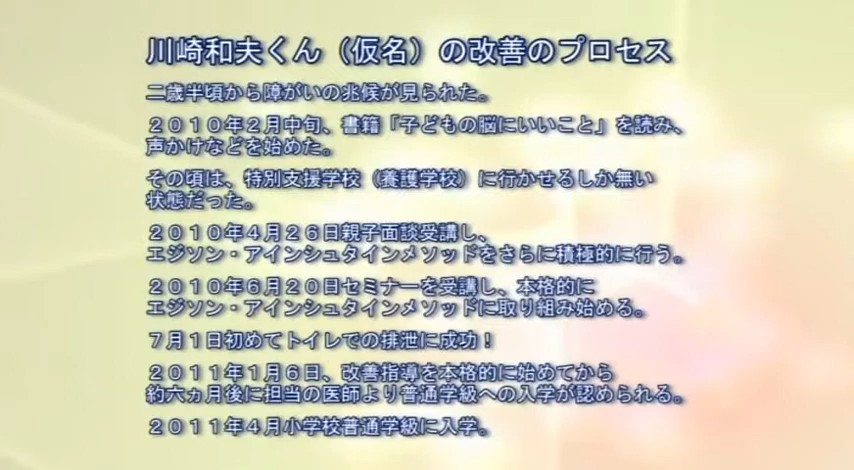 川崎和夫くん（仮名）の改善のプロセス
二歳半頃から障がいの兆候が見られた。
２０１０年２月中旬、書籍「子どもの脳にいいこと」を読み、
声かけなどを始めた。
その頃は、特別支援学校（養護学校）に行かせるしか無い
状態だった。
２０１０年４月２６日親子面談受講し、
エジソン・アインシュタインメソッドをさらに積極的に行う。
２０１０年６月２０日セミナーを受講し、本格的に
エジソン・アインシュタインメソッドに取り組み始める。
７月１日初めてトイレでの排泄に成功！
２０１１年１月６日、改善指導を本格的に始めてから
約六ヵ月後に担当の医師より普通学級への入学が認められる。
２０１１年４月小学校普通学級に入学。